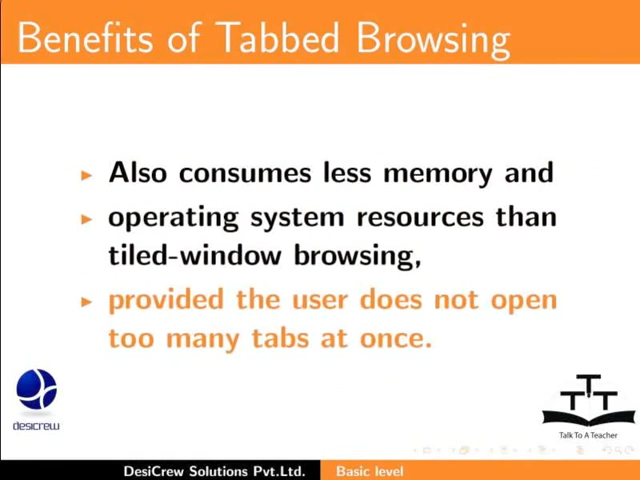 Benefits of Tabbed Browsing
Also consumes less memory and
operating system resources than
tiled-window browsing,
provided the user does not open
too many tabs at once.
desicrew
TTT
Talk To A Teacher
DesiCrew Solutions Pvt.Ltd.
Basic level